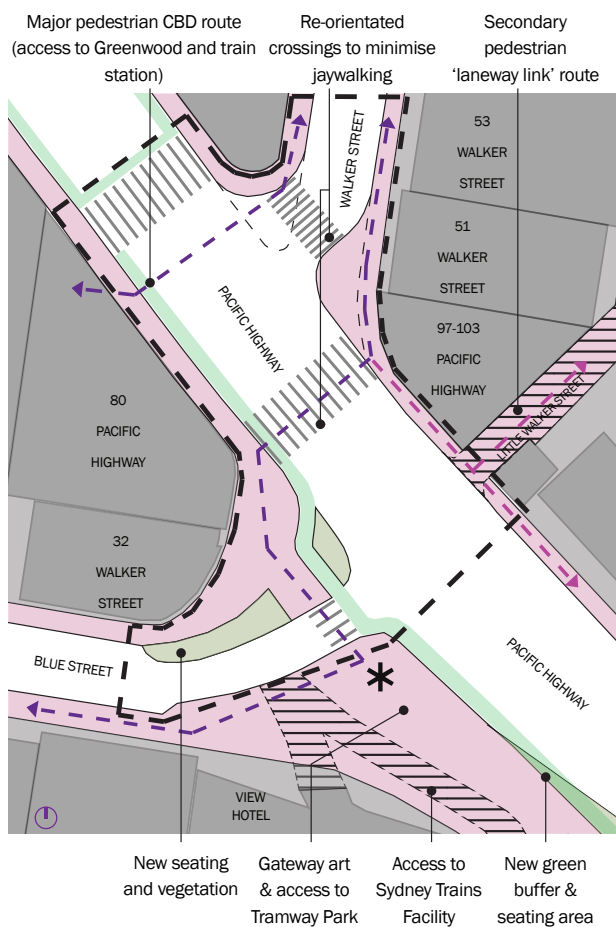 Major pedestrian CBD route
(access to Greenwood and train
station)
Re-orientated
crossings to minimise
jaywalking
Secondary
pedestrian
‘laneway link’ route
WALKER STREET
53
WALKER
STREET
51
WALKER
STREET
97-103
PACIFIC
HIGHWAY
PACIFIC HIGHWAY
LITTLE WALKER STREET
80
PACIFIC
HIGHWAY
32
WALKER
STREET
BLUE STREET
PACIFIC HIGHWAY
VIEW
HOTEL
New seating
and vegetation
Gateway art
& access to
Tramway Park
Access to
Sydney Trains
Facility
New green
buffer &
seating area